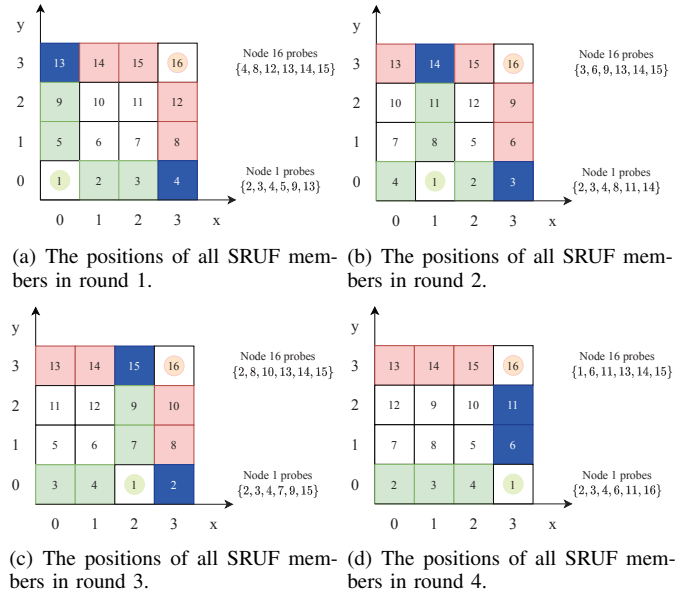 y
3 13 14 15 16
2 9 10 11 12
1 5 6 7 8
0 1 2 3 4
0 1 2 3 x
Node 16 probes
{4, 8, 12, 13, 14, 15}
Node 1 probes
{2, 3, 4, 5, 9, 13}
(a) The positions of all SRUF mem-
bers in round 1.
y
3 13 14 15 16
2 10 11 12 9
1 7 8 5 6
0 4 1 2 3
0 1 2 3 x
Node 16 probes
{3, 6, 9, 13, 14, 15}
Node 1 probes
{2, 3, 4, 8, 11, 14}
(b) The positions of all SRUF mem-
bers in round 2.
y
3 13 14 15 16
2 11 12 9 10
1 5 6 7 8
0 3 4 1 2
0 1 2 3 x
Node 16 probes
{2, 8, 10, 13, 14, 15}
Node 1 probes
{2, 3, 4, 7, 9, 15}
(c) The positions of all SRUF mem-
bers in round 3.
y
3 13 14 15 16
2 12 9 10 11
1 7 8 5 6
0 2 3 4 1
0 1 2 3 x
Node 16 probes
{1, 6, 11, 13, 14, 15}
Node 1 probes
{2, 3, 4, 6, 11, 16}
(d) The positions of all SRUF mem-
bers in round 4.